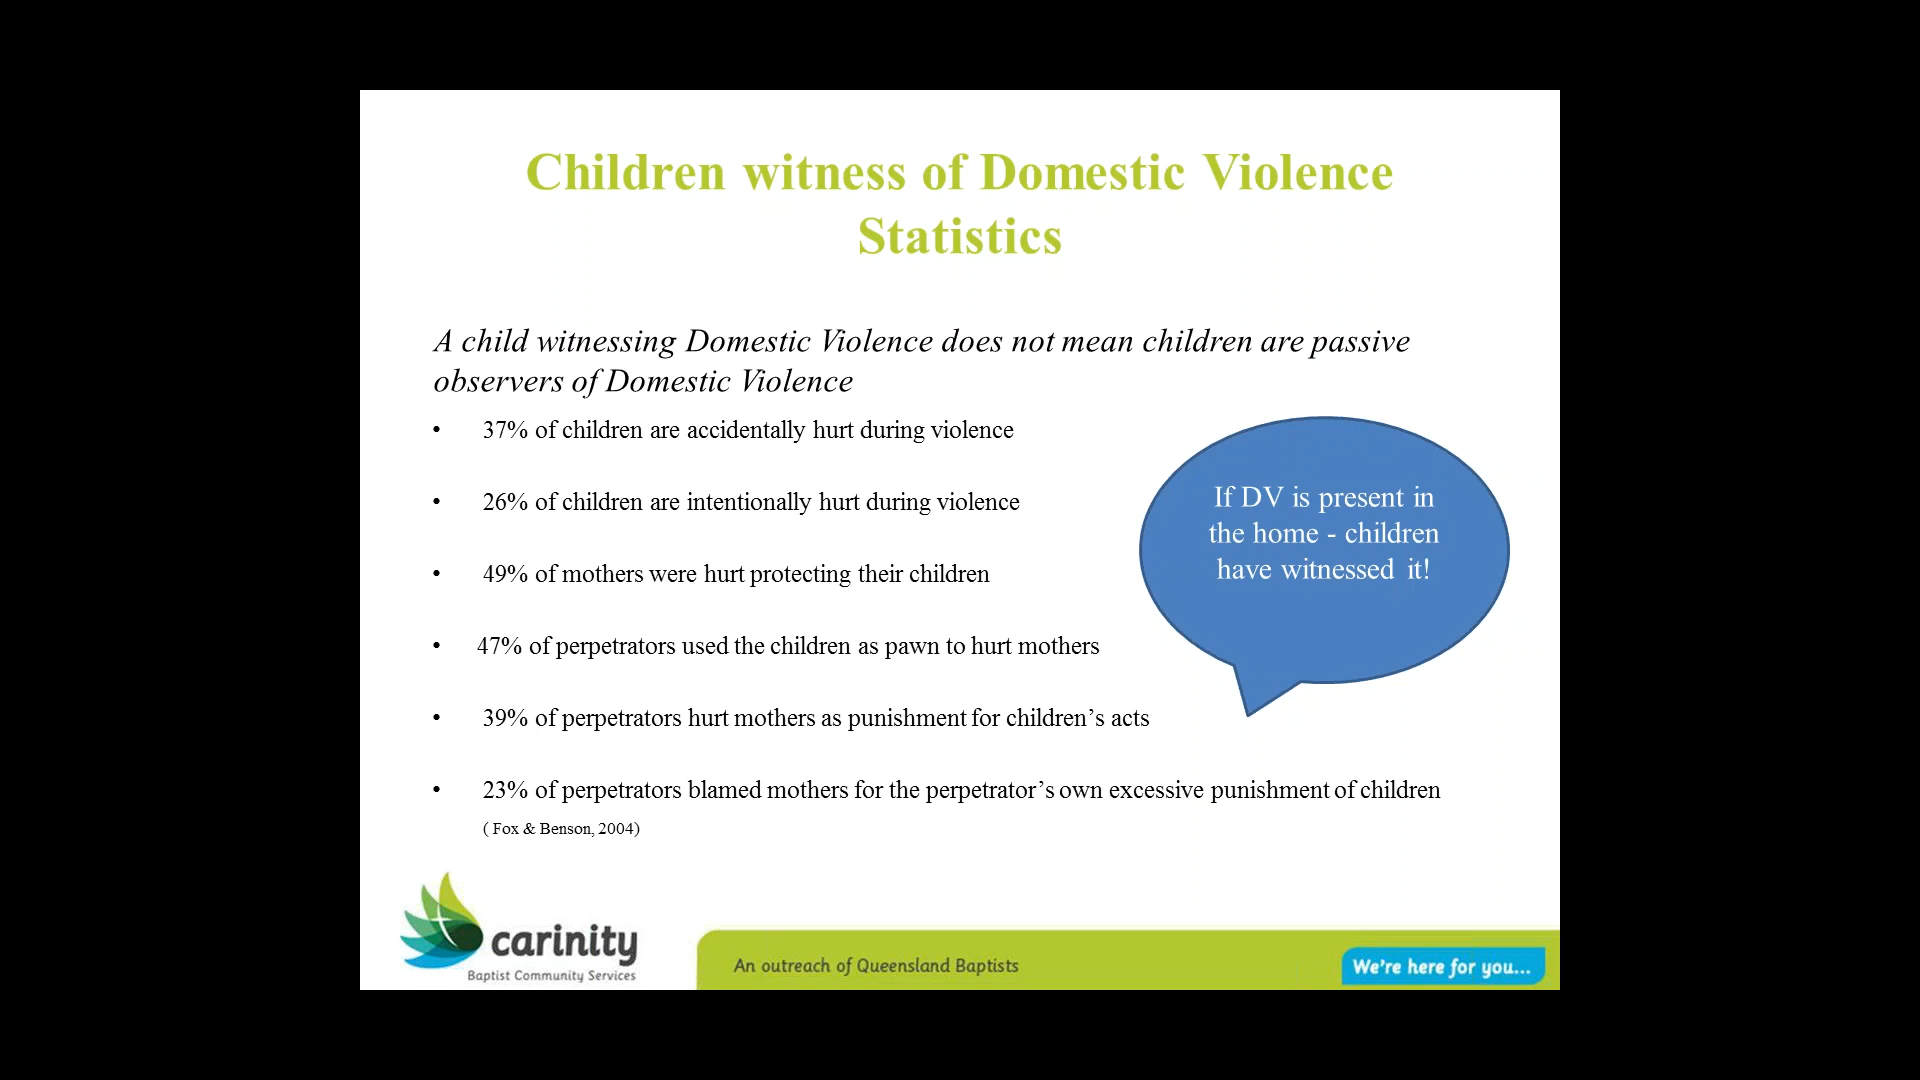 Children witness of Domestic Violence
Statistics
A child witnessing Domestic Violence does not mean children are passive
observers of Domestic Violence
• 37% of children are accidentally hurt during violence
• 26% of children are intentionally hurt during violence
• 49% of mothers were hurt protecting their children
• 47% of perpetrators used the children as pawn to hurt mothers
• 39% of perpetrators hurt mothers as punishment for children’s acts
• 23% of perpetrators blamed mothers for the perpetrator’s own excessive punishment of children
( Fox & Benson, 2004)
If DV is present in
the home - children
have witnessed it!
carinity
Baptist Community Services
An outreach of Queensland Baptists
We're here for you...